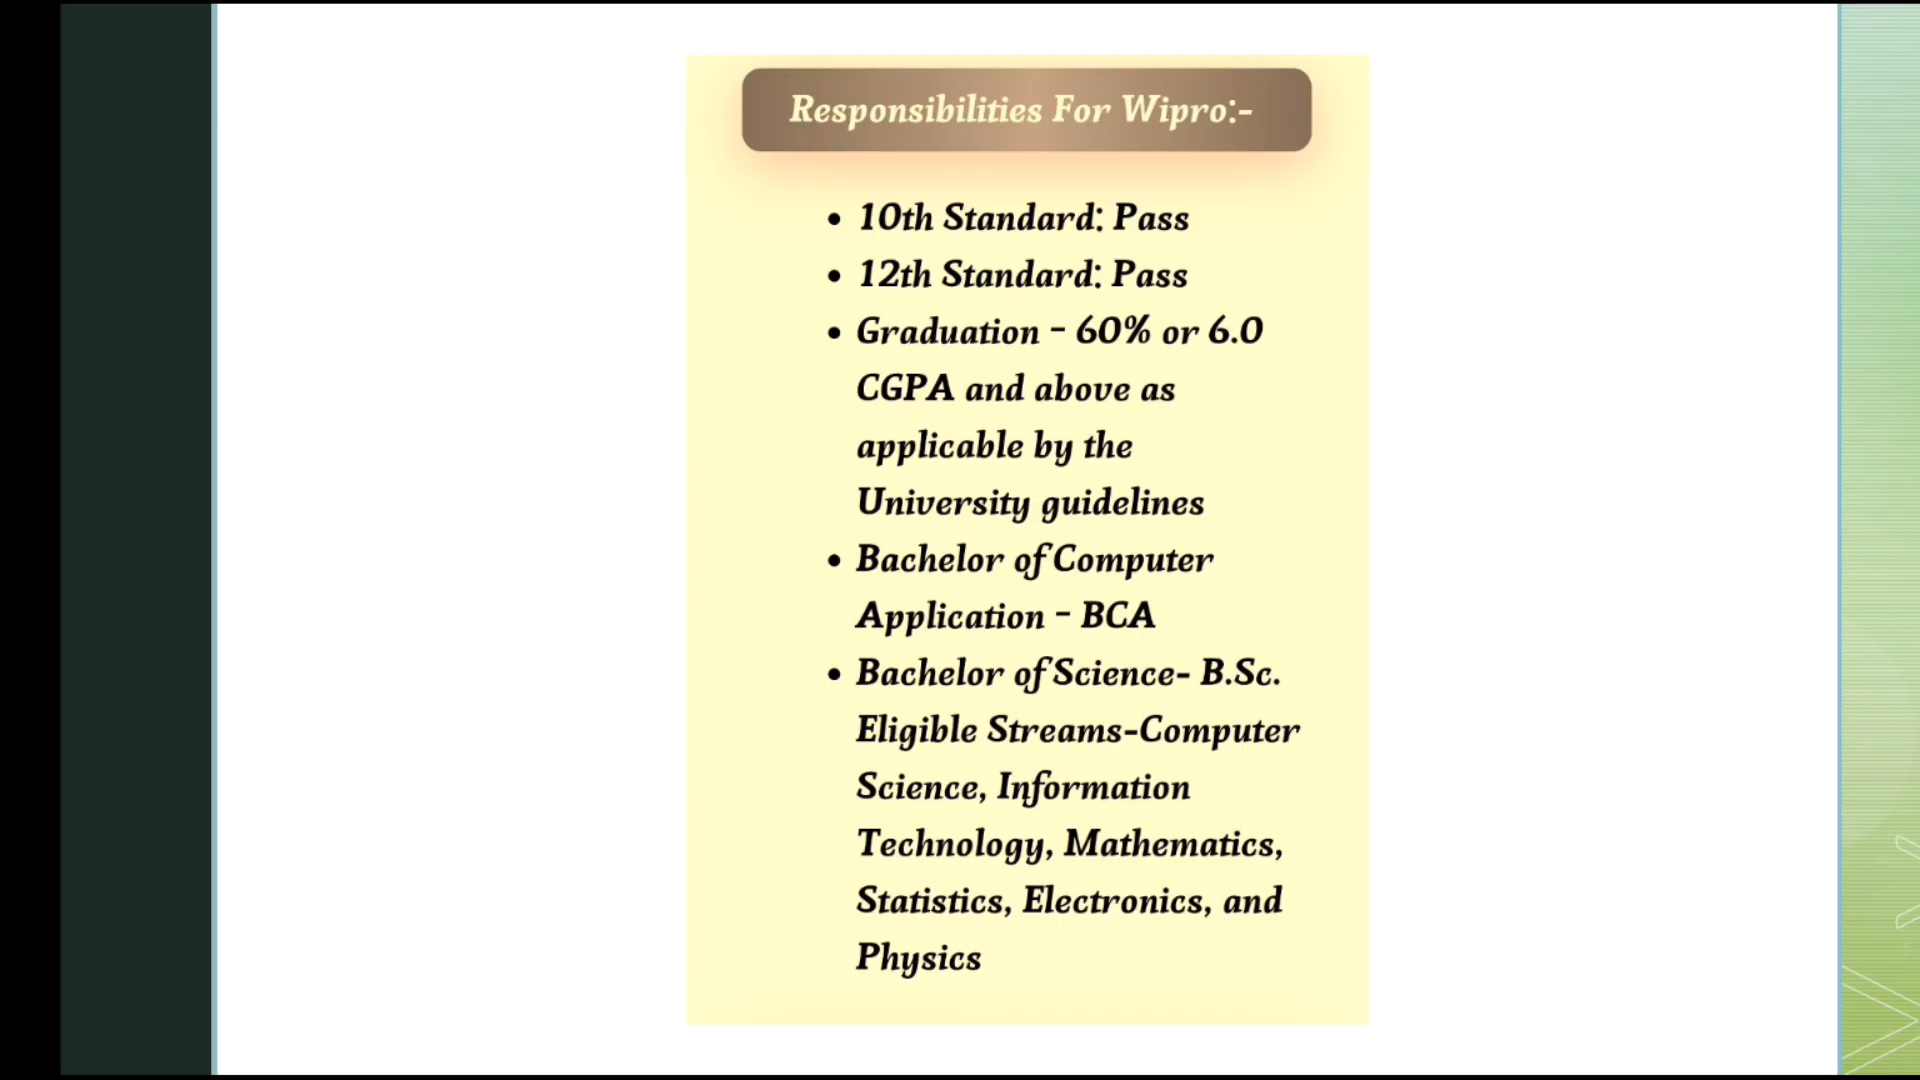 Responsibilities For Wipro:-
• 10th Standard: Pass
• 12th Standard: Pass
• Graduation - 60% or 6.0
CGPA and above as
applicable by the
University guidelines
• Bachelor of Computer
Application - BCA
• Bachelor of Science- B.Sc.
Eligible Streams-Computer
Science, Information
Technology, Mathematics,
Statistics, Electronics, and
Physics